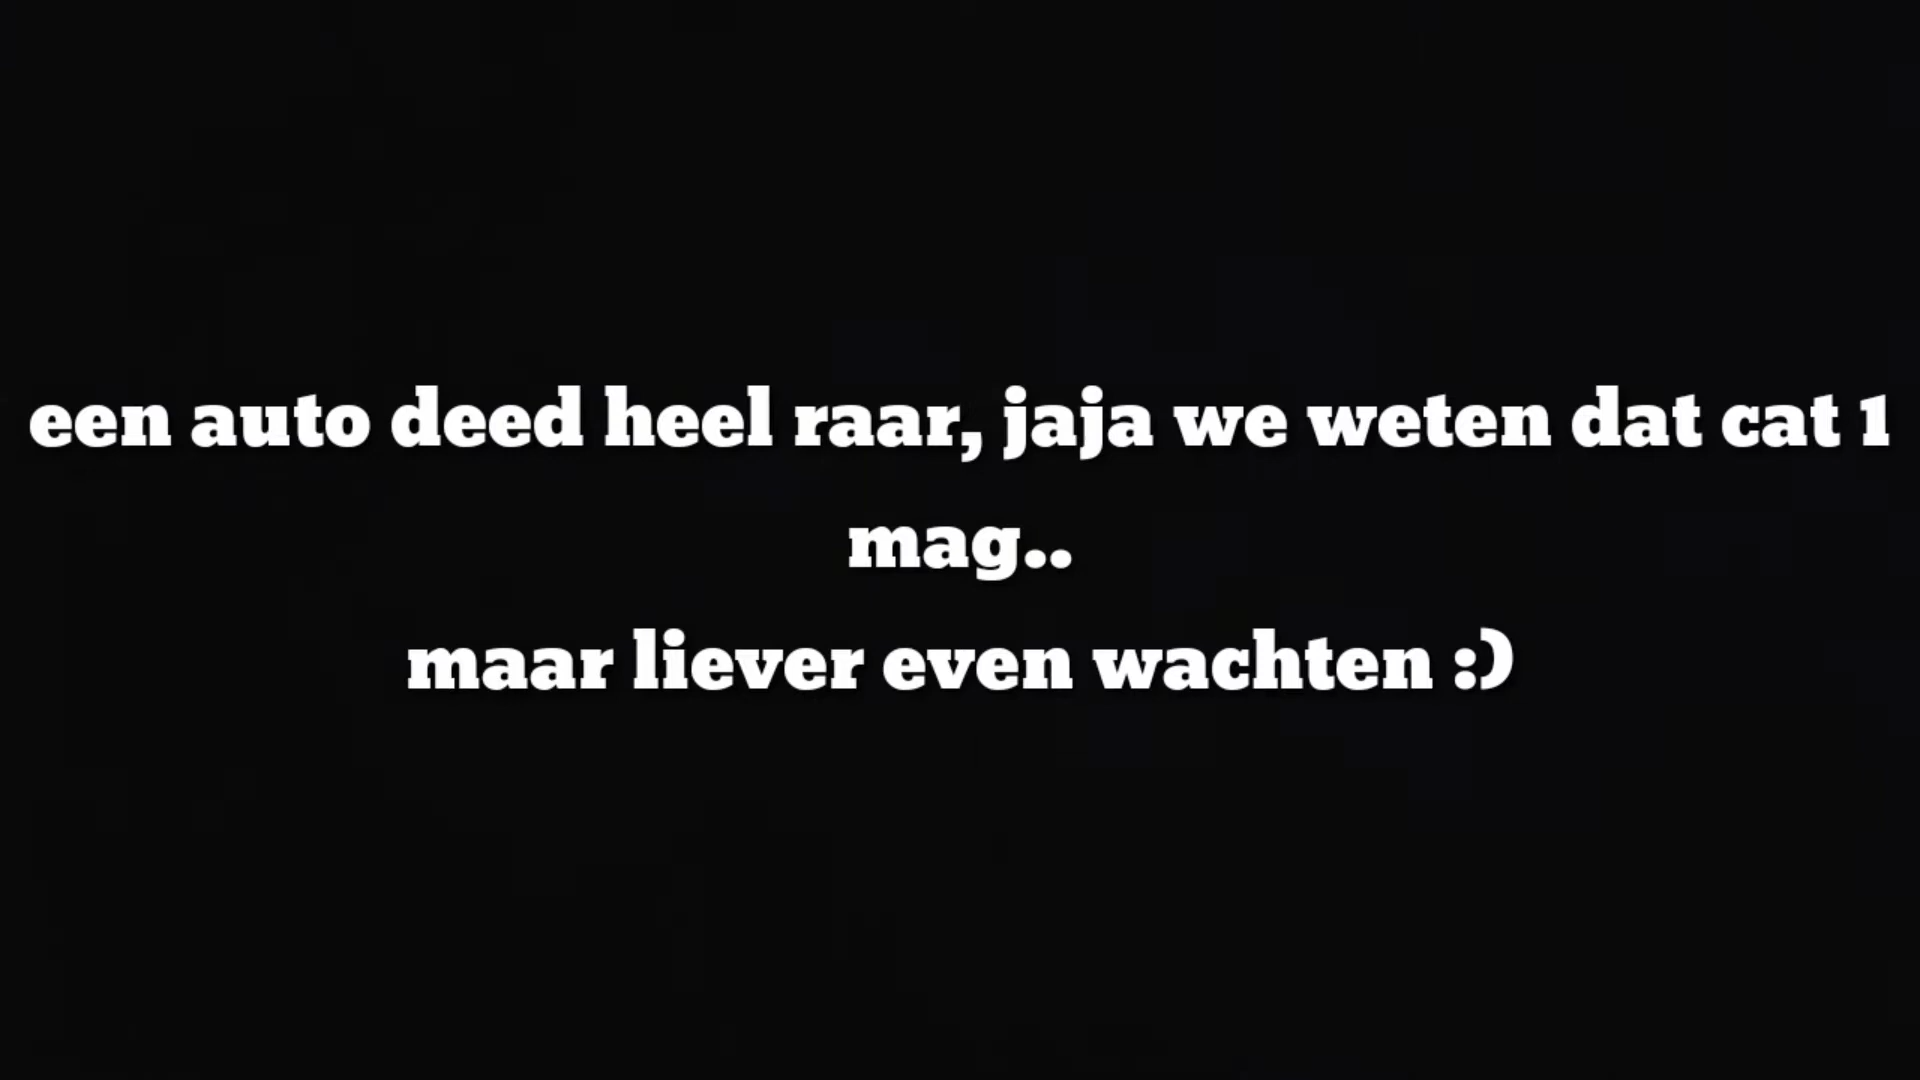 een auto deed heel raar, jaja we weten dat cat 1
mag..
maar liever even wachten :)